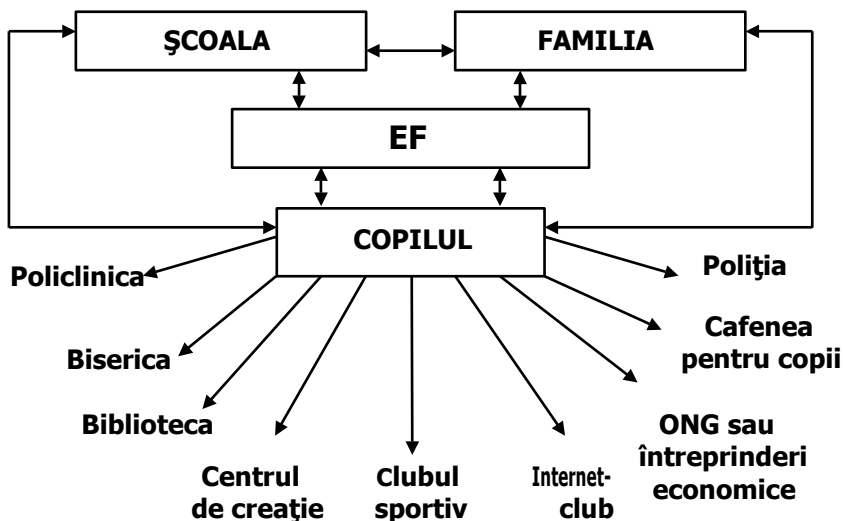 ŞCOALA
FAMILIA
EF
COPILUL
Policlinica
Poliţia
Biserica
Cafenea
pentru copii
Biblioteca
ONG sau
întreprinderi
economice
Centrul
de creaţie
Clubul
sportiv
Internet-
club